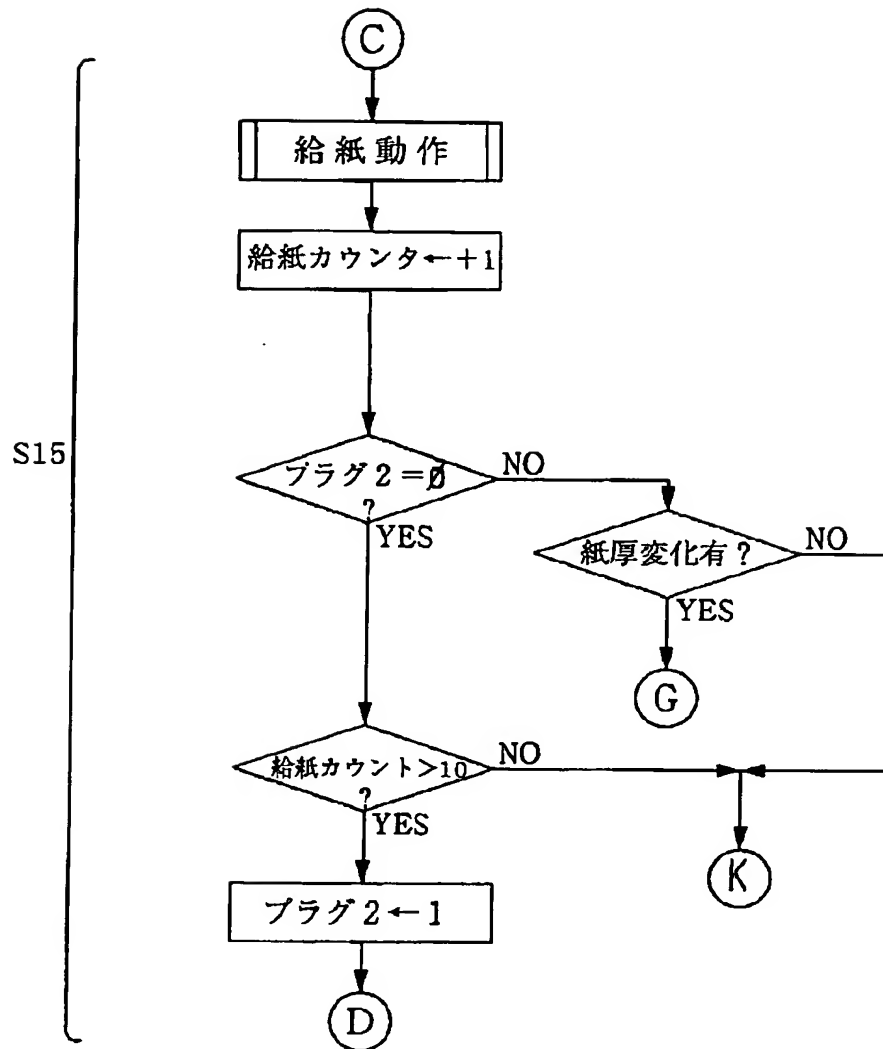 C
給紙動作
給紙カウンタ←+1
S15
プラグ2=0
?
NO
YES
紙厚変化有?
NO
YES
G
給紙カウント>10
?
NO
YES
K
プラグ2←1
D